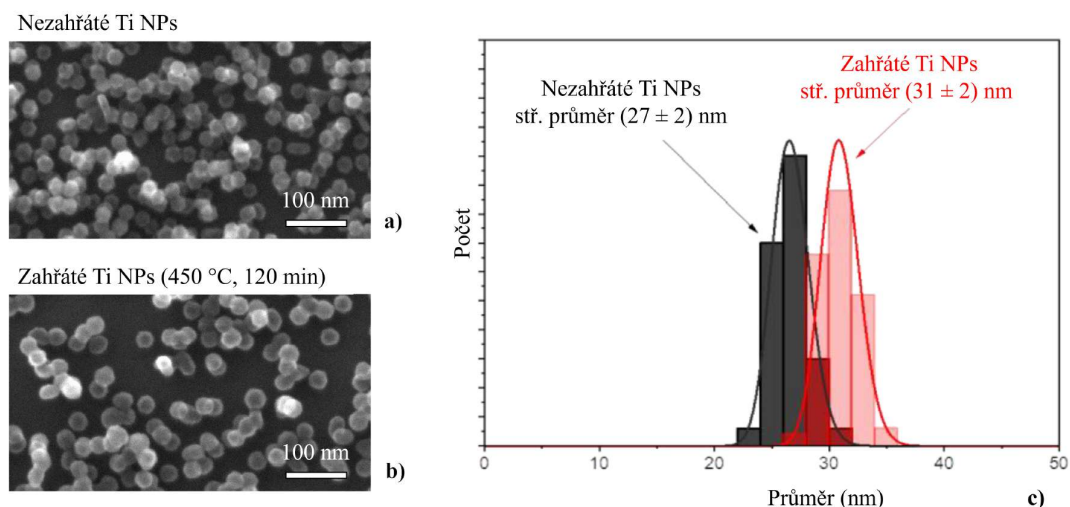 Nezahřáté Ti NPs
100 nm
a)
Zahřáté Ti NPs (450 °C, 120 min)
100 nm
b)
Nezahřáté Ti NPs
stř. průměr (27 ± 2) nm
Zahřáté Ti NPs
stř. průměr (31 ± 2) nm
Počet
0 10 20 30 40 50
Průměr (nm)
c)